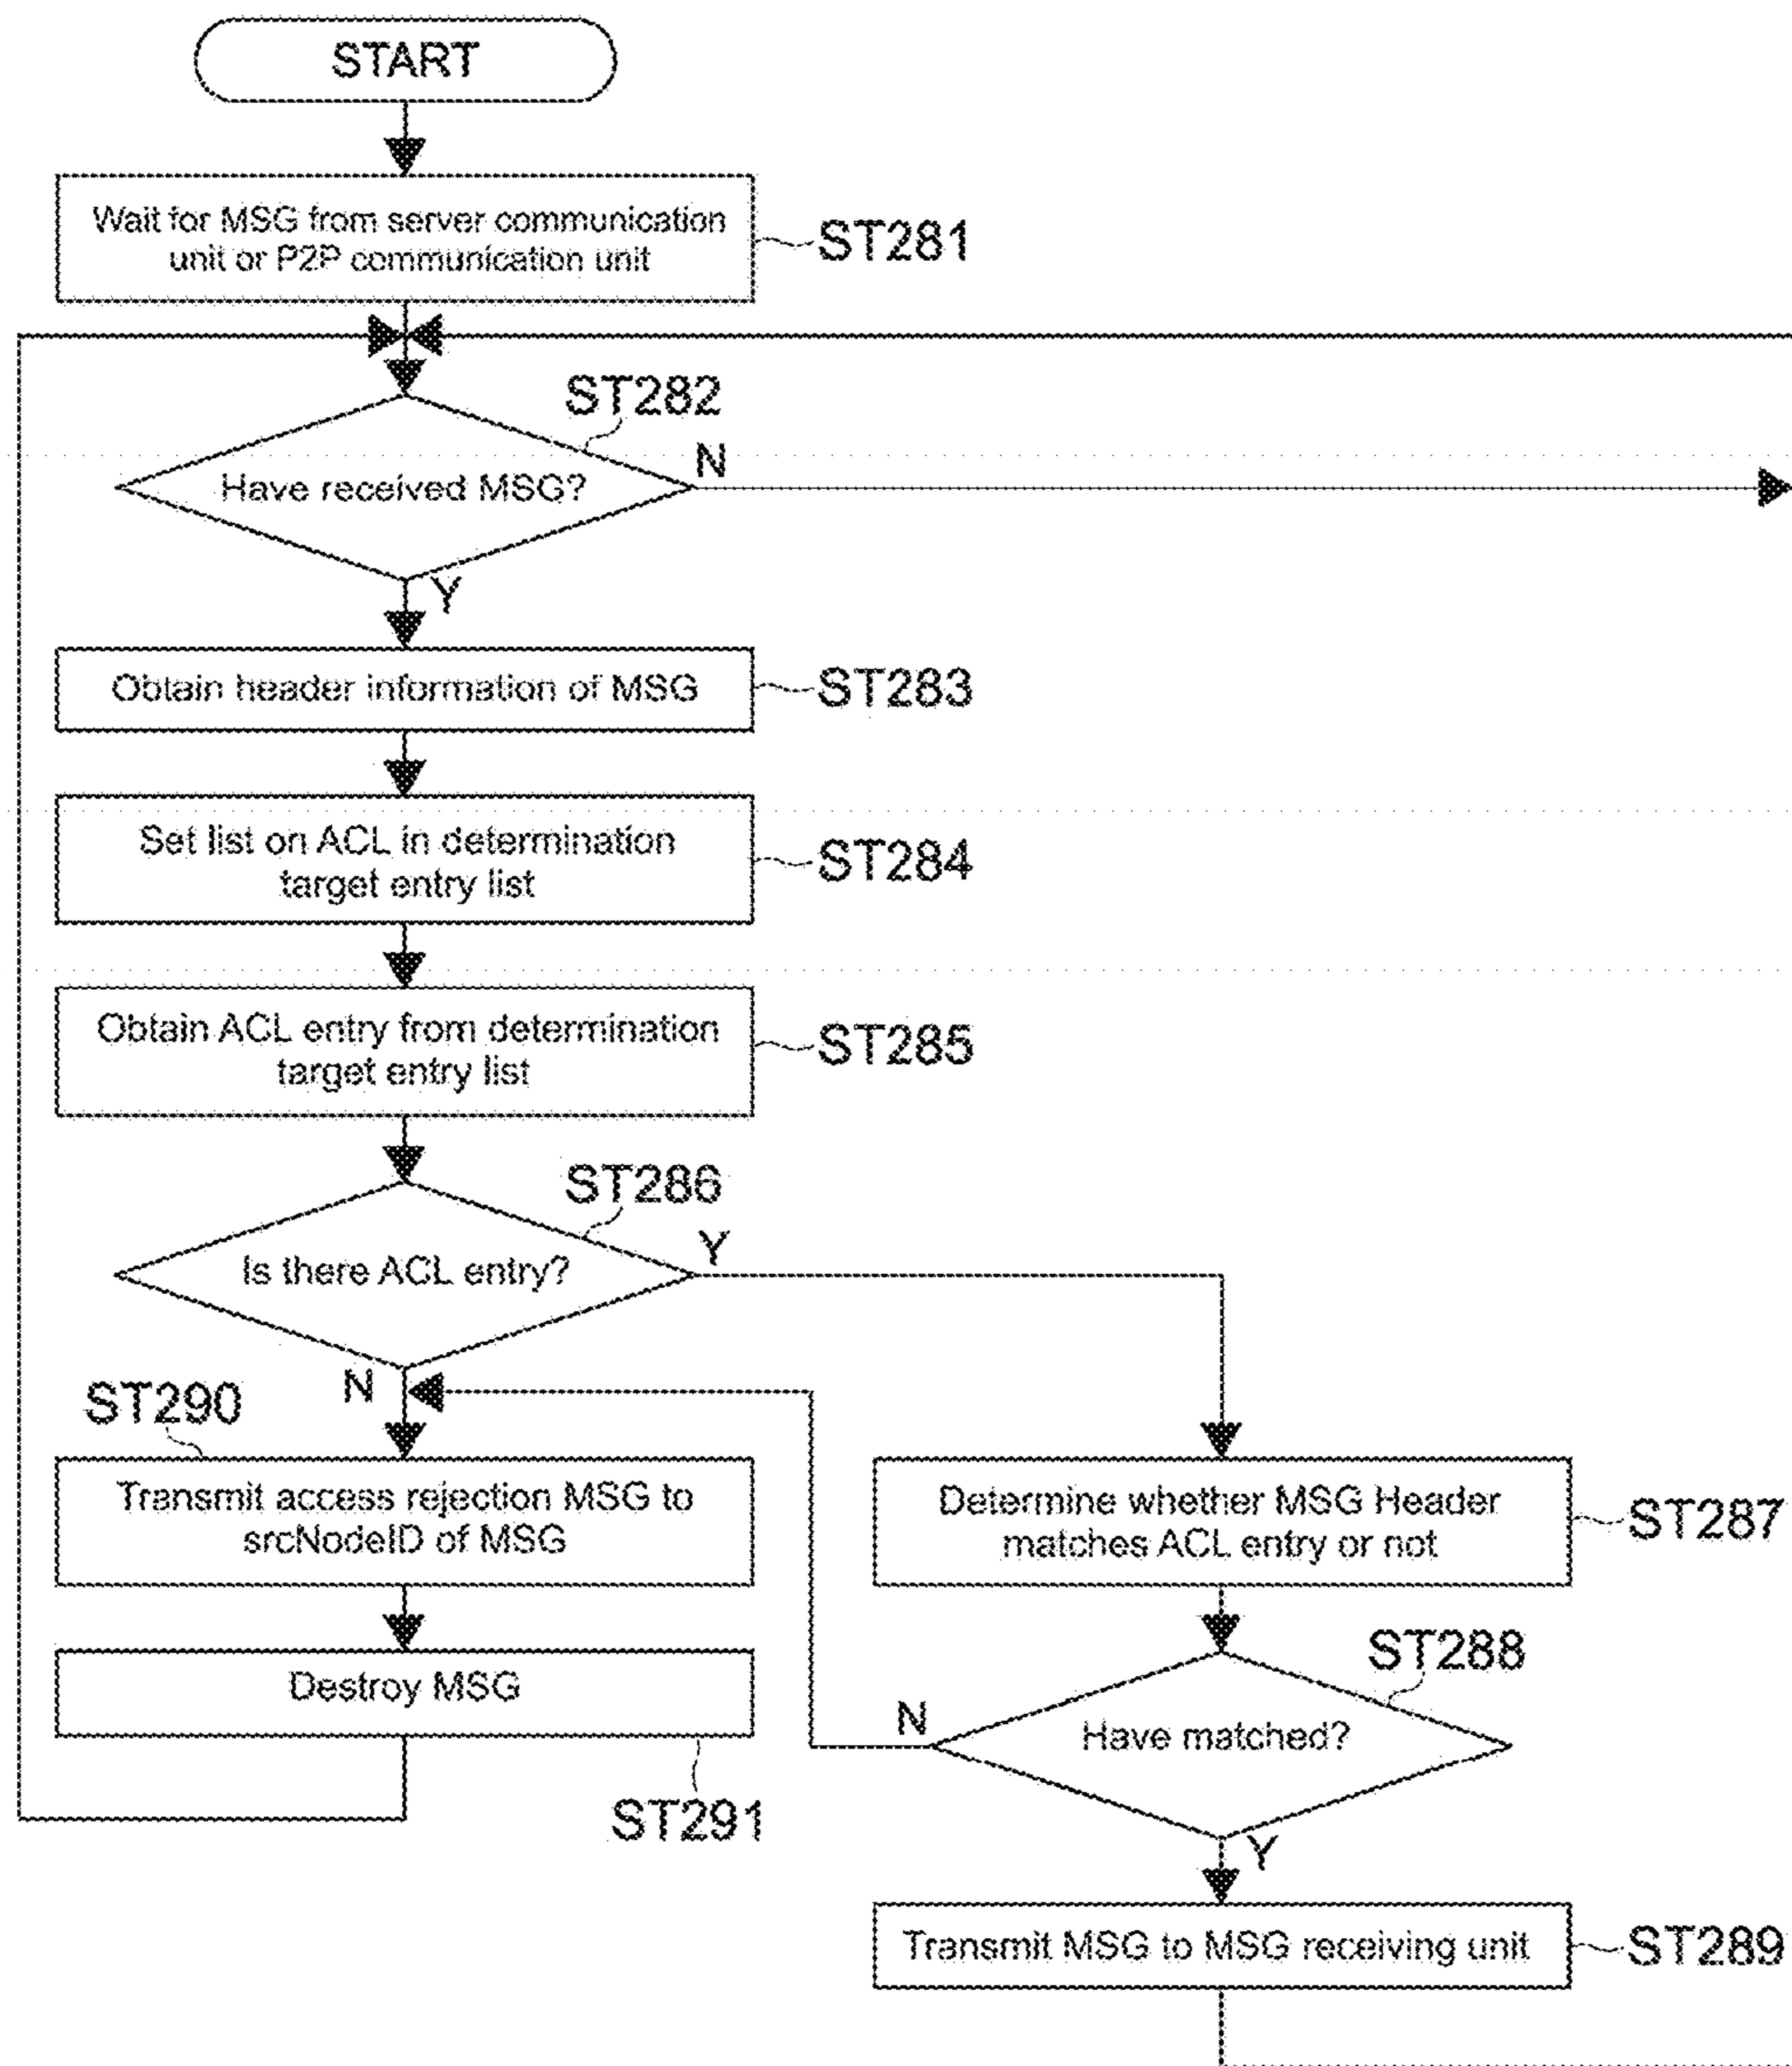 START
Wait for MSG from server communication
unit or P2P communication unit
ST281
ST282
Have received MSG?
N
Y
Obtain header information of MSG
ST283
Set list on ACL in determination
target entry list
ST284
Obtain ACL entry from determination
target entry list
ST285
ST286
Is there ACL entry?
Y
N
ST290
Transmit access rejection MSG to
srcNodeID of MSG
Determine whether MSG Header
matches ACL entry or not
ST287
Destroy MSG
ST291
ST288
Have matched?
N
Y
Transmit MSG to MSG receiving unit
ST289